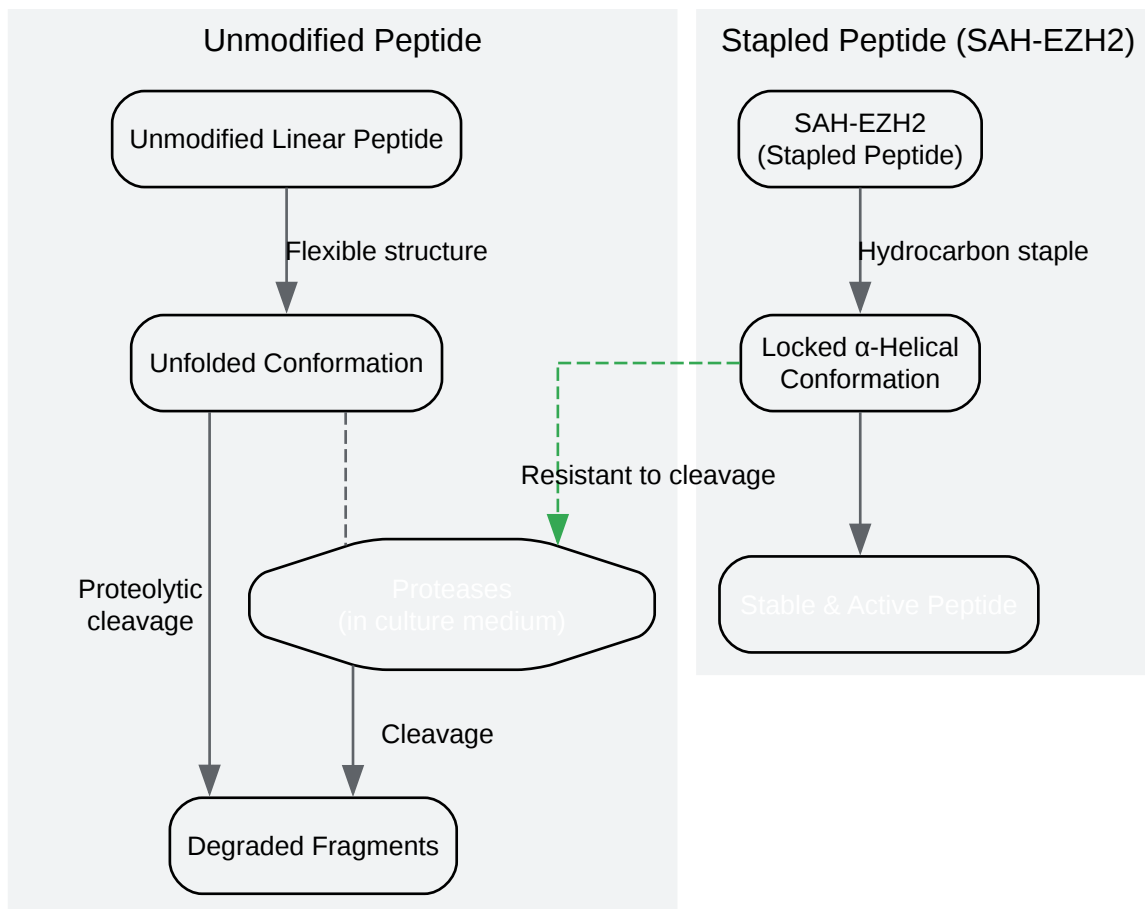 Unmodified Peptide
Unmodified Linear Peptide
Flexible structure
Unfolded Conformation
Proteolytic
cleavage
Proteases
(in culture medium)
Cleavage
Degraded Fragments
Stapled Peptide (SAH-EZH2)
SAH-EZH2
(Stapled Peptide)
Hydrocarbon staple
Locked α-Helical
Conformation
Resistant to cleavage
Stable & Active Peptide